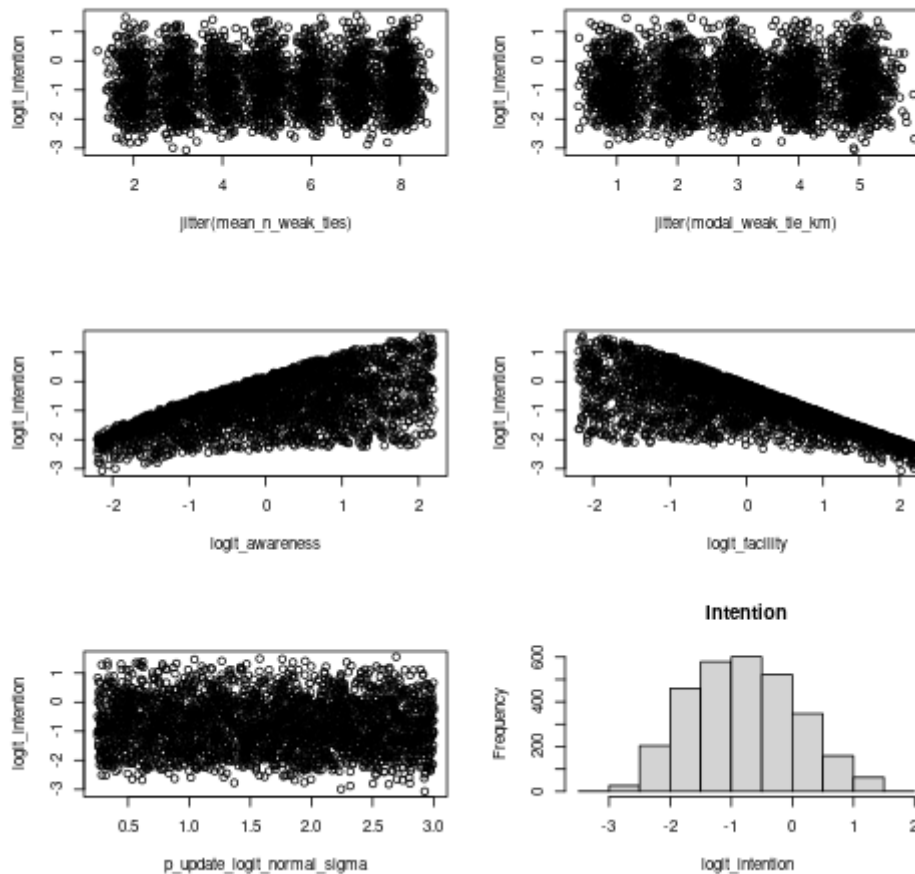 logit_intention
-3 -2 -1 0 1
2 4 6 8
jitter(mean_n_weak_ties)
logit_intention
-3 -2 -1 0 1
1 2 3 4 5
jitter(modal_weak_tie_km)
logit_intention
-3 -2 -1 0 1
-2 -1 0 1 2
logit_awareness
logit_intention
-3 -2 -1 0 1
-2 -1 0 1 2
logit_facility
logit_intention
-3 -2 -1 0 1
0.5 1.0 1.5 2.0 2.5 3.0
p_update_logit_normal_sigma
Intention
Frequency
0 200 400 600
-3 -2 -1 0 1 2
logit_intention